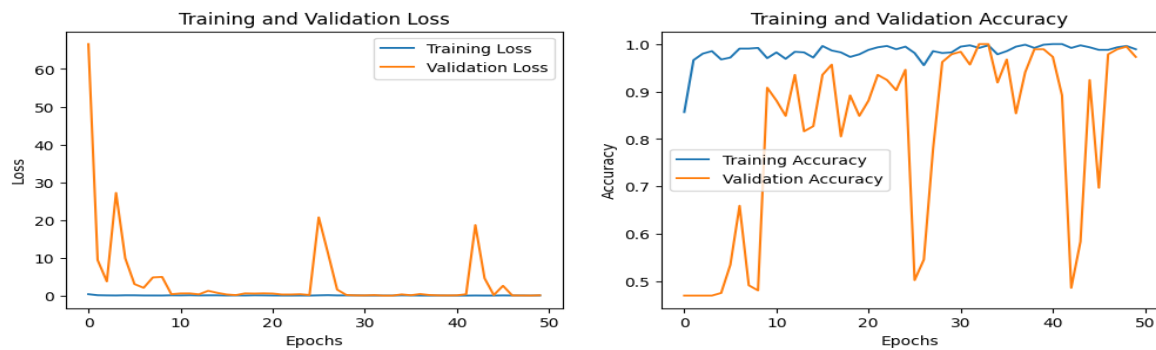 Training and Validation Loss
Training Loss
Validation Loss
Loss
60
50
40
30
20
10
0
0
10
20
30
40
50
Epochs
Training and Validation Accuracy
Training Accuracy
Validation Accuracy
Accuracy
1.0
0.9
0.8
0.7
0.6
0.5
0
10
20
30
40
50
Epochs